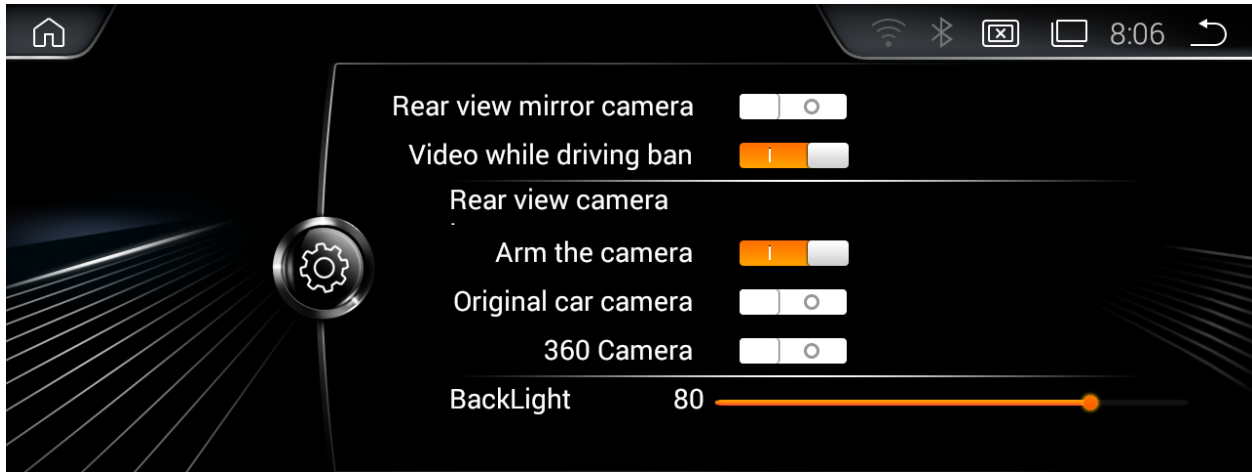 8:06
Rear view mirror camera
Video while driving ban
Rear view camera
Arm the camera
Original car camera
360 Camera
BackLight 80